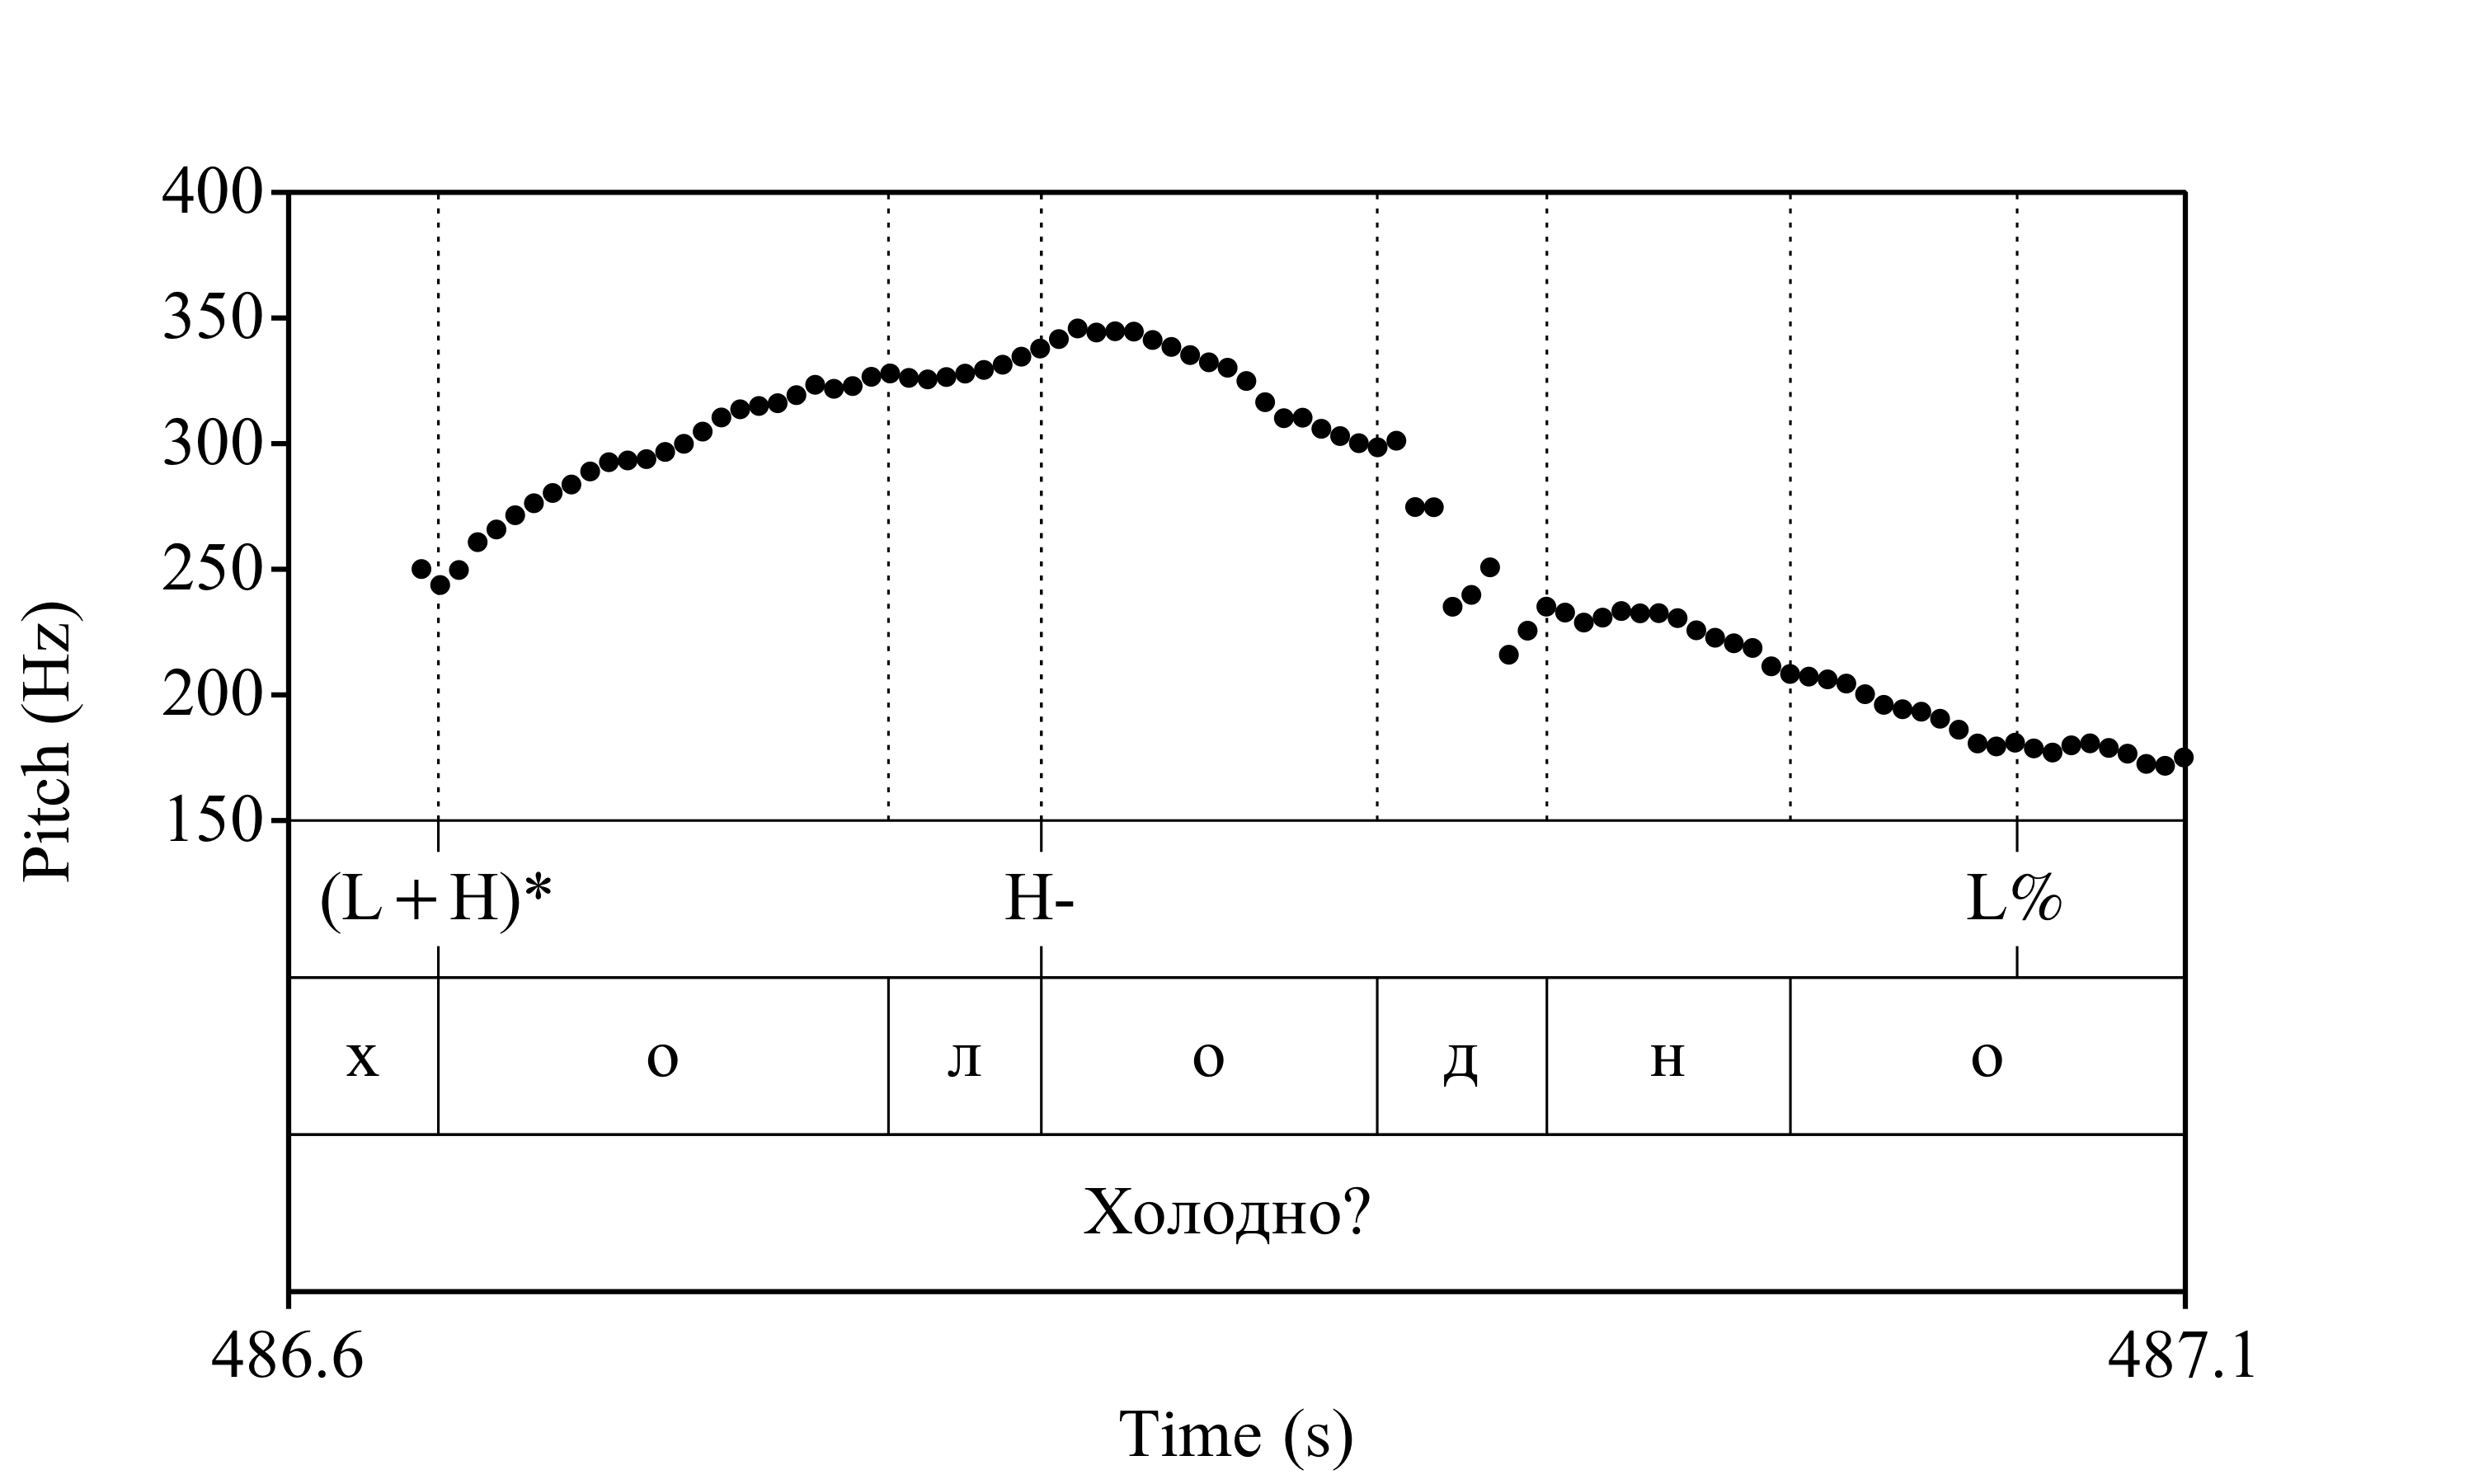 400
350
300
250
200
150
Pitch (Hz)
(L + H)* H- L%
х о л о д н о
Холодно?
486.6 487.1
Time (s)